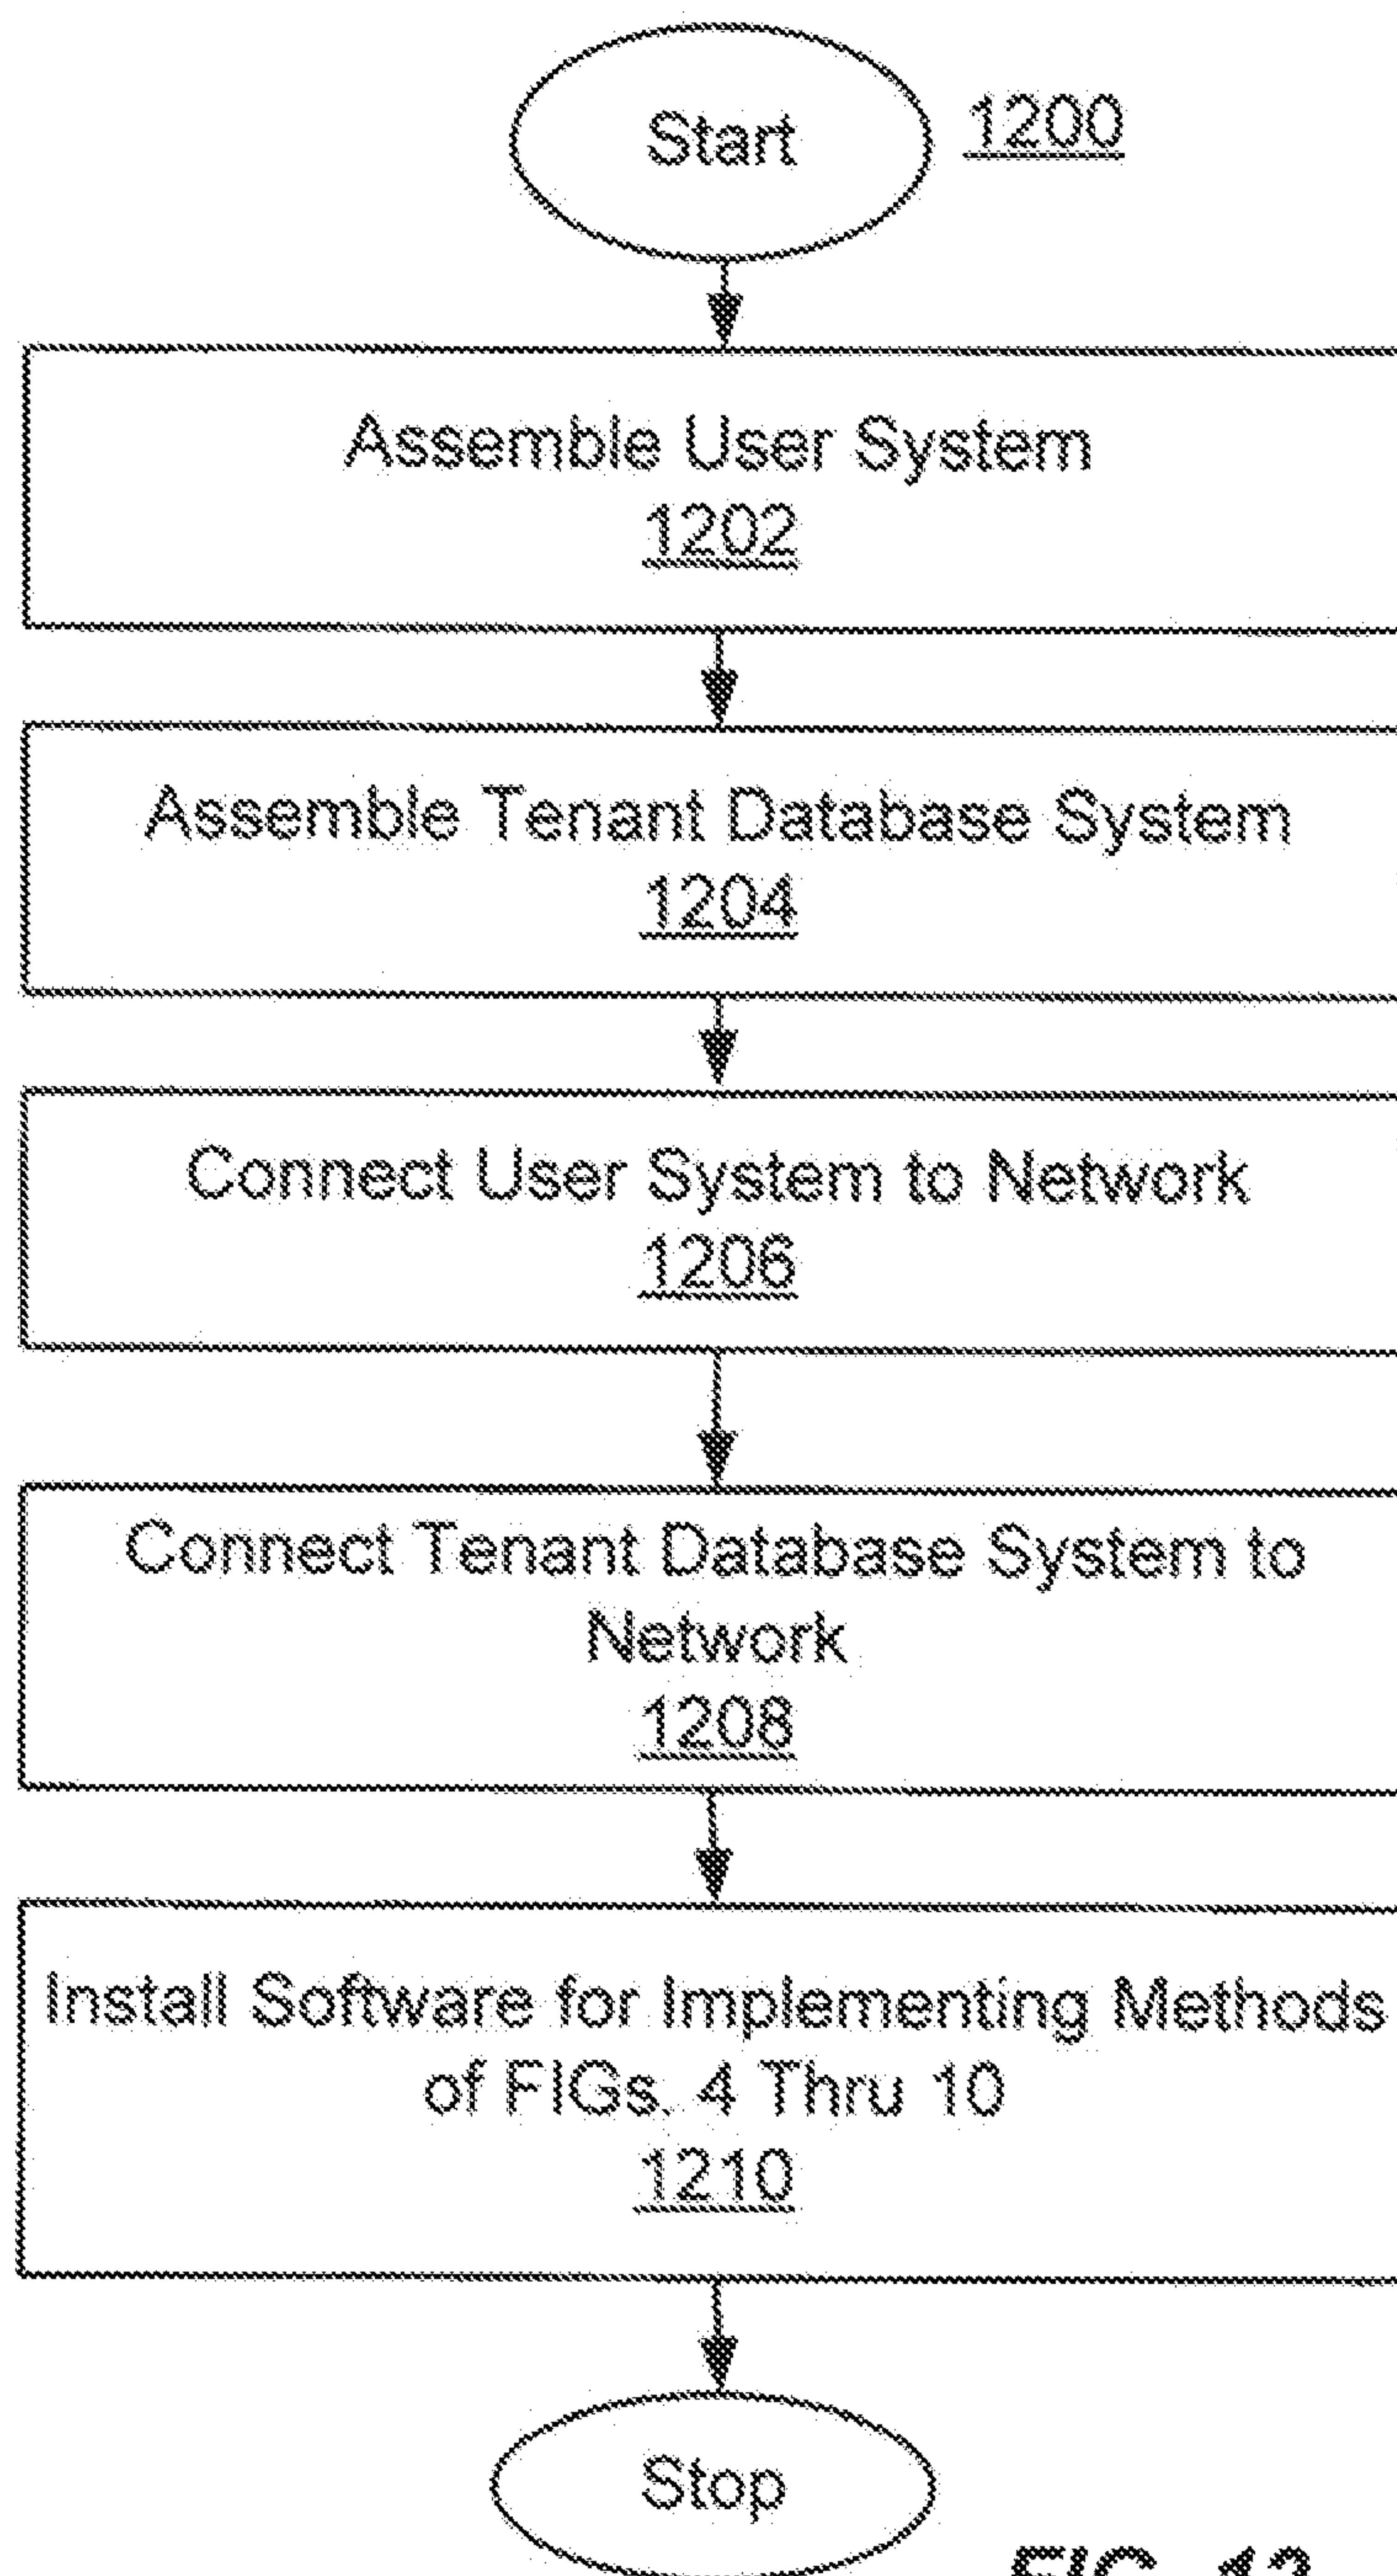 Start
1200
Assemble User System
1202
Assemble Tenant Database System
1204
Connect User System to Network
1206
Connect Tenant Database System to
Network
1208
Install Software for Implementing Methods
of FIGs. 4 Thru 10
1210
Stop
FIG.